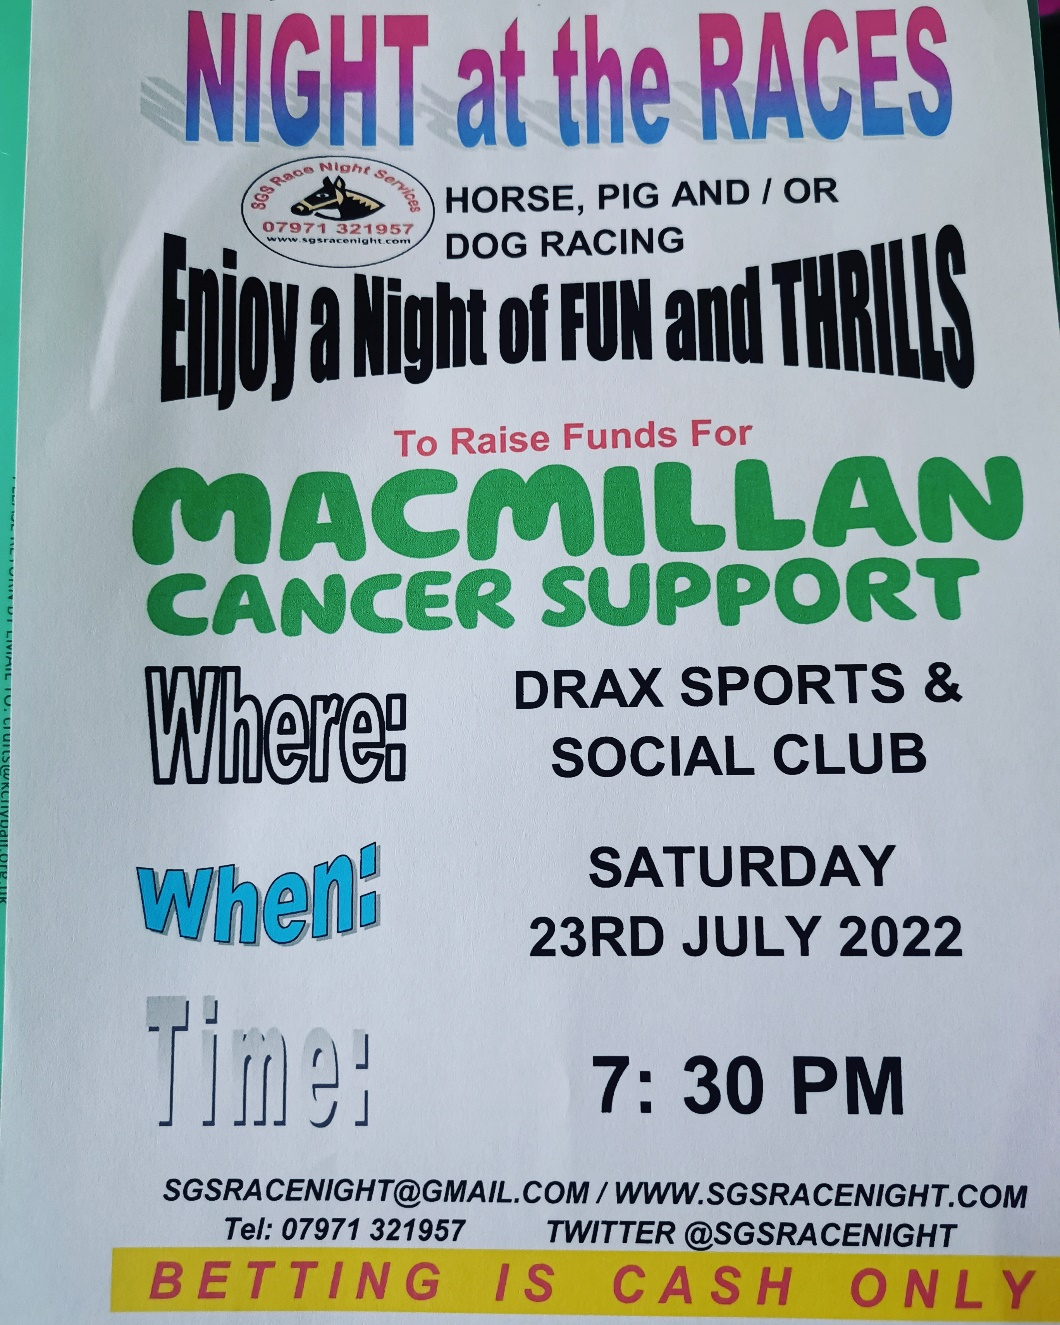 NIGHT at the RACES
SGS Race Night Services
07971 321957
www.sgsracenight.com
HORSE, PIG AND / OR
DOG RACING
Enjoy a Night of FUN and THRILLS
To Raise Funds For
MACMILLAN
CANCER SUPPORT
Where: DRAX SPORTS &
SOCIAL CLUB
When: SATURDAY
23RD JULY 2022
Time: 7: 30 PM
SGSRACENIGHT@GMAIL.COM / WWW.SGSRACENIGHT.COM
Tel: 07971 321957 TWITTER @SGSRACENIGHT
BETTING IS CASH ONLY